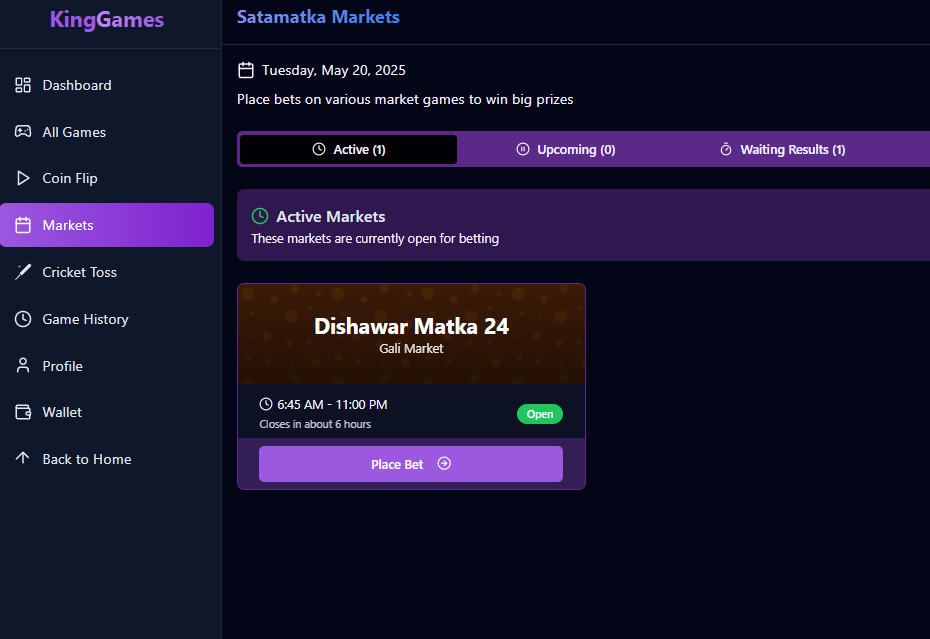 KingGames
Dashboard
All Games
Coin Flip
Markets
Cricket Toss
Game History
Profile
Wallet
Back to Home
Satamatka Markets
Tuesday, May 20, 2025
Place bets on various market games to win big prizes
Active (1)
Upcoming (0)
Waiting Results (1)
Active Markets
These markets are currently open for betting
Dishawar Matka 24
Gali Market
6:45 AM - 11:00 PM
Closes in about 6 hours
Open
Place Bet